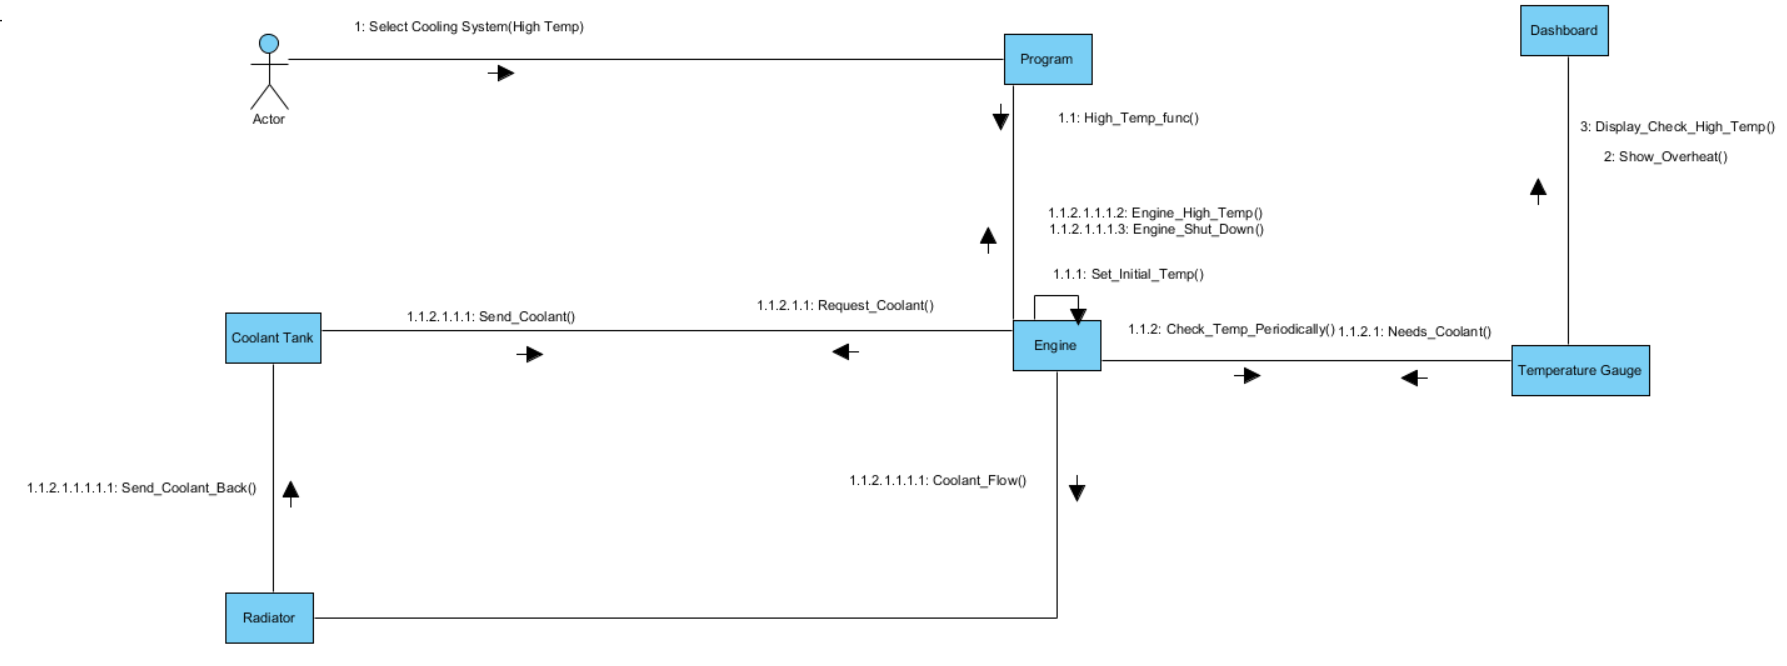 1: Select Cooling System(High Temp)
Dashboard
Program
Actor
1.1: High_Temp_func()
3: Display_Check_High_Temp()
2: Show_Overheat()
1.1.2.1.1.1.2: Engine_High_Temp()
1.1.2.1.1.1.3: Engine_Shut_Down()
1.1.1: Set_Initial_Temp()
1.1.2.1.1: Request_Coolant()
1.1.2.1.1.1: Send_Coolant()
1.1.2: Check_Temp_Periodically()
1.1.2.1: Needs_Coolant()
Coolant Tank
Engine
Temperature Gauge
1.1.2.1.1.1.1: Coolant_Flow()
1.1.2.1.1.1.1.1: Send_Coolant_Back()
Radiator